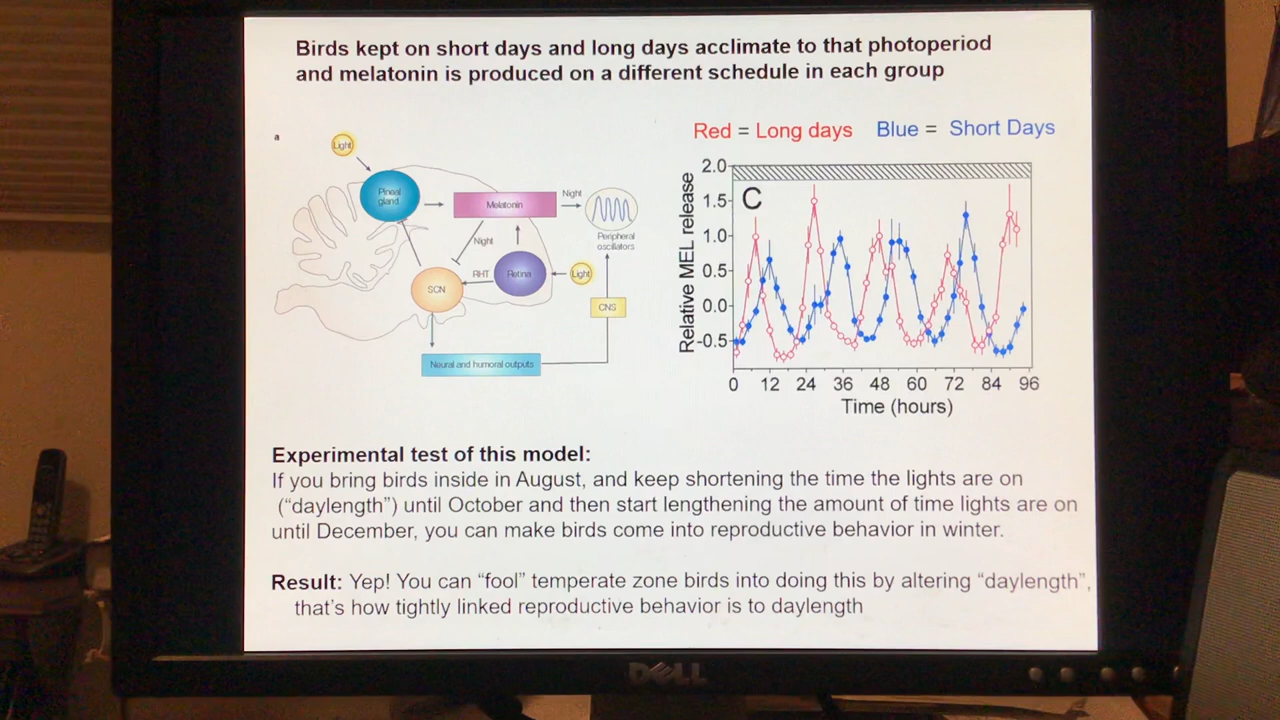 Birds kept on short days and long days acclimate to that photoperiod
and melatonin is produced on a different schedule in each group
a
Light
Pineal
gland
Melatonin
Night
Peripheral
oscillators
Night
RHT
Retina
Light
SCN
CNS
Neural and humoral outputs
Red = Long days Blue = Short Days
C
Relative MEL release
2.0
1.5
1.0
0.5
0.0
-0.5
0 12 24 36 48 60 72 84 96
Time (hours)
Experimental test of this model:
If you bring birds inside in August, and keep shortening the time the lights are on
("daylength") until October and then start lengthening the amount of time lights are on
until December, you can make birds come into reproductive behavior in winter.
Result: Yep! You can "fool" temperate zone birds into doing this by altering "daylength",
that's how tightly linked reproductive behavior is to daylength
DELL